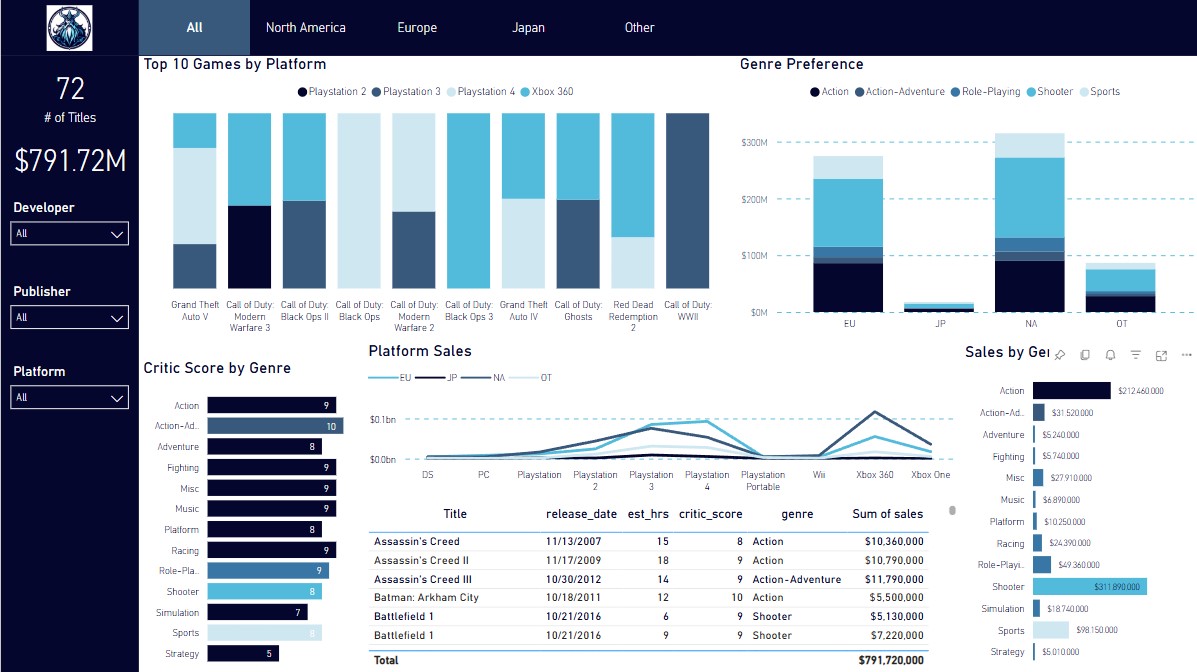 All North America Europe Japan Other
72
# of Titles
$791.72M
Developer
All
Publisher
All
Platform
All
Top 10 Games by Platform
Playstation 2 Playstation 3 Playstation 4 Xbox 360
Grand Theft Auto V
Call of Duty: Modern Warfare 3
Call of Duty: Black Ops II
Call of Duty: Black Ops
Call of Duty: Modern Warfare 2
Call of Duty: Black Ops 3
Grand Theft Auto IV
Call of Duty: Ghosts
Red Dead Redemption 2
Call of Duty: WWII
Genre Preference
Action Action-Adventure Role-Playing Shooter Sports
$300M
$200M
$100M
$0M
EU JP NA OT
Critic Score by Genre
Action 9
Action-Ad.. 10
Adventure 8
Fighting 9
Misc 9
Music 9
Platform 8
Racing 9
Role-Pla.. 9
Shooter 8
Simulation 7
Sports 8
Strategy 5
Platform Sales
EU JP NA OT
$0.1bn
$0.0bn
DS PC Playstation Playstation 2 Playstation 3 Playstation 4 Playstation Portable Wii Xbox 360 Xbox One
Title release_date est_hrs critic_score genre Sum of sales
Assassin's Creed 11/13/2007 15 8 Action $10,360,000
Assassin's Creed II 11/17/2009 18 9 Action $10,790,000
Assassin's Creed III 10/30/2012 14 9 Action-Adventure $11,790,000
Batman: Arkham City 10/18/2011 12 10 Action $5,500,000
Battlefield 1 10/21/2016 6 9 Shooter $5,130,000
Battlefield 1 10/21/2016 9 9 Shooter $7,220,000
Total $791,720,000
Sales by Ge
Action $212,460,000
Action-Ad.. $31,520,000
Adventure $5,240,000
Fighting $5,740,000
Misc $27,910,000
Music $6,890,000
Platform $10,250,000
Racing $24,390,000
Role-Playi.. $49,360,000
Shooter $311,890,000
Simulation $18,740,000
Sports $98,150,000
Strategy $5,010,000